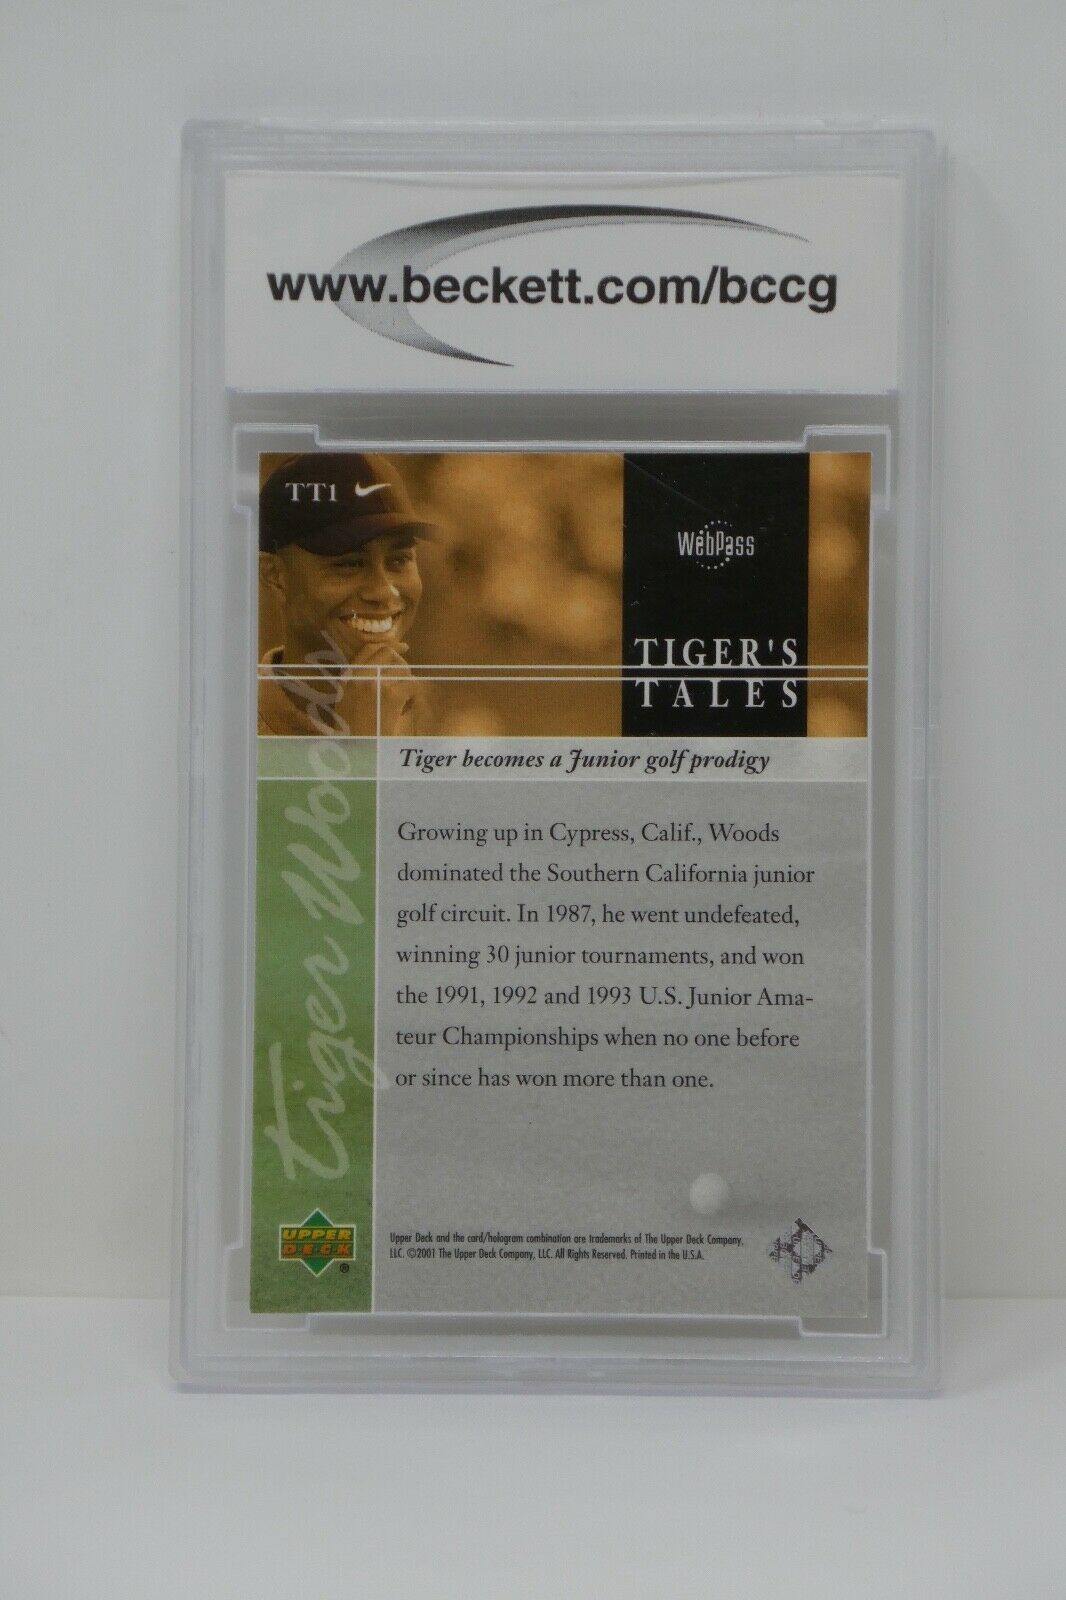 www.beckett.com/bccg
TT1
WebPass
TIGER'S
TALES
Tiger becomes a Junior golf prodigy
Tiger Woods
Growing up in Cypress, Calif., Woods
dominated the Southern California junior
golf circuit. In 1987, he went undefeated,
winning 30 junior tournaments, and won
the 1991, 1992 and 1993 U.S. Junior Ama-
teur Championships when no one before
or since has won more than one.
UPPER
DECK
®
Upper Deck and the card/hologram combination are trademarks of The Upper Deck Company,
LLC. ©2001 The Upper Deck Company, LLC. All Rights Reserved. Printed in the U.S.A.